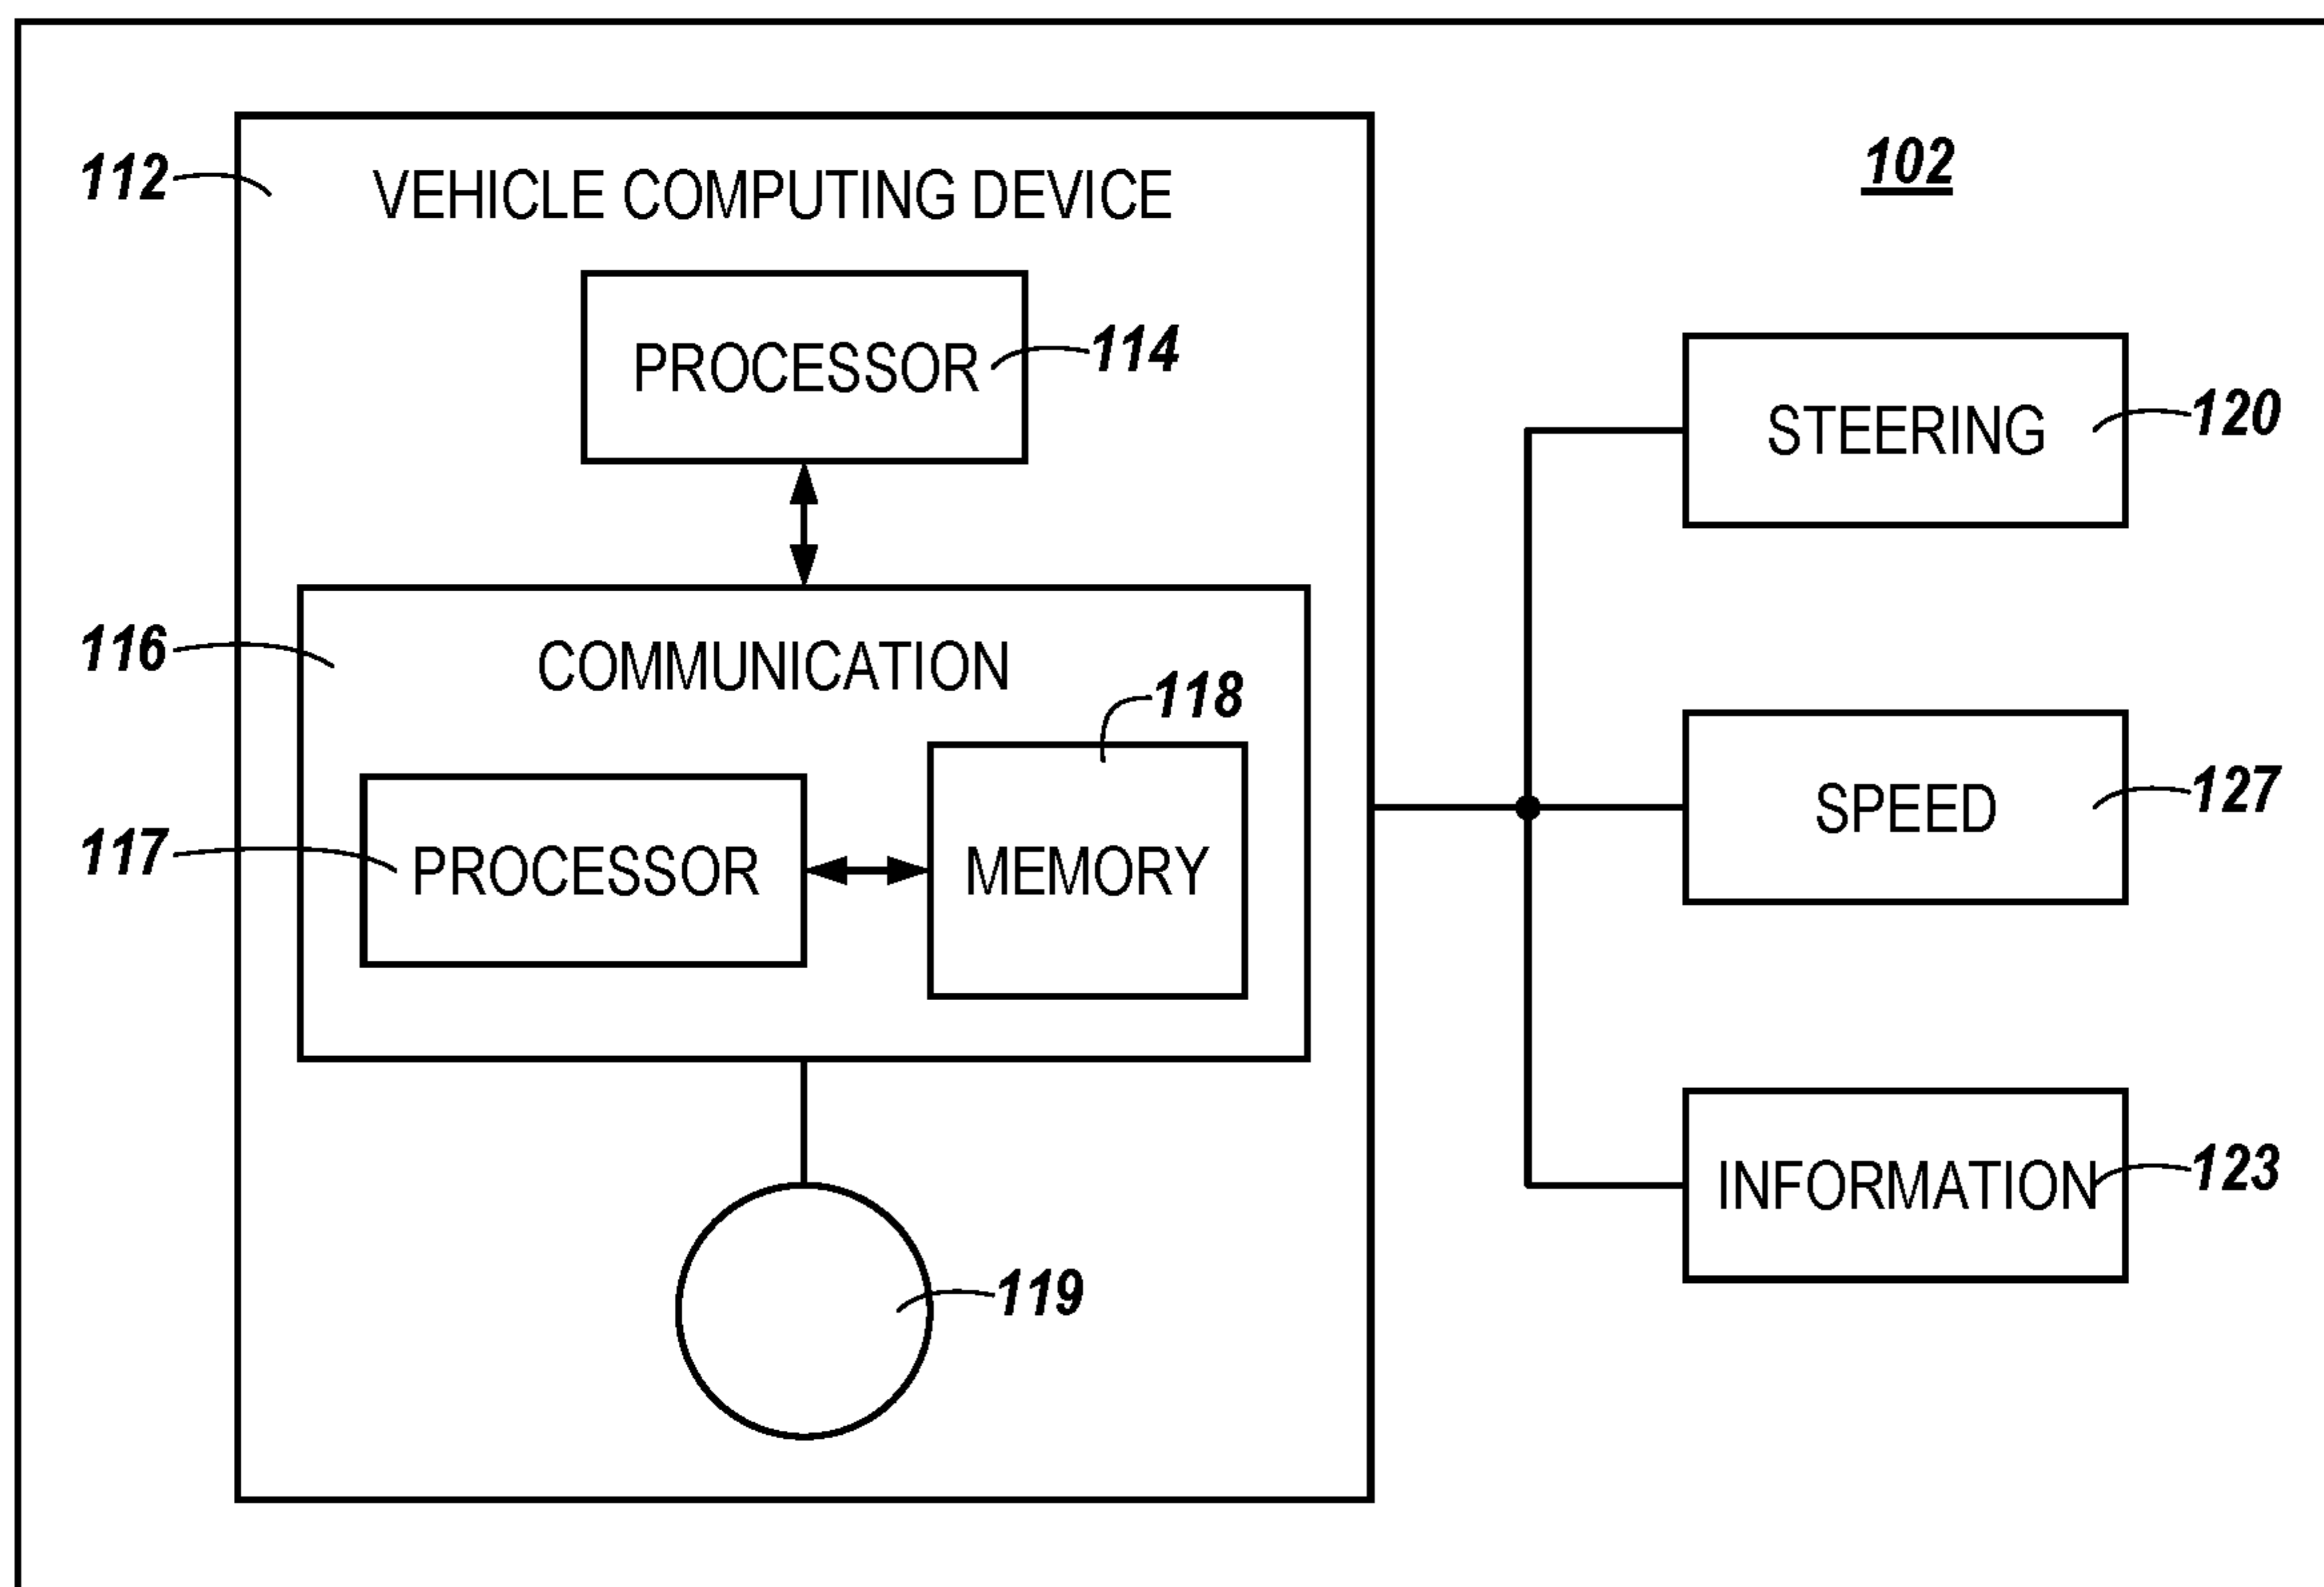 102
112
VEHICLE COMPUTING DEVICE
PROCESSOR
114
116
COMMUNICATION
118
117
PROCESSOR
MEMORY
119
STEERING
120
SPEED
127
INFORMATION
123